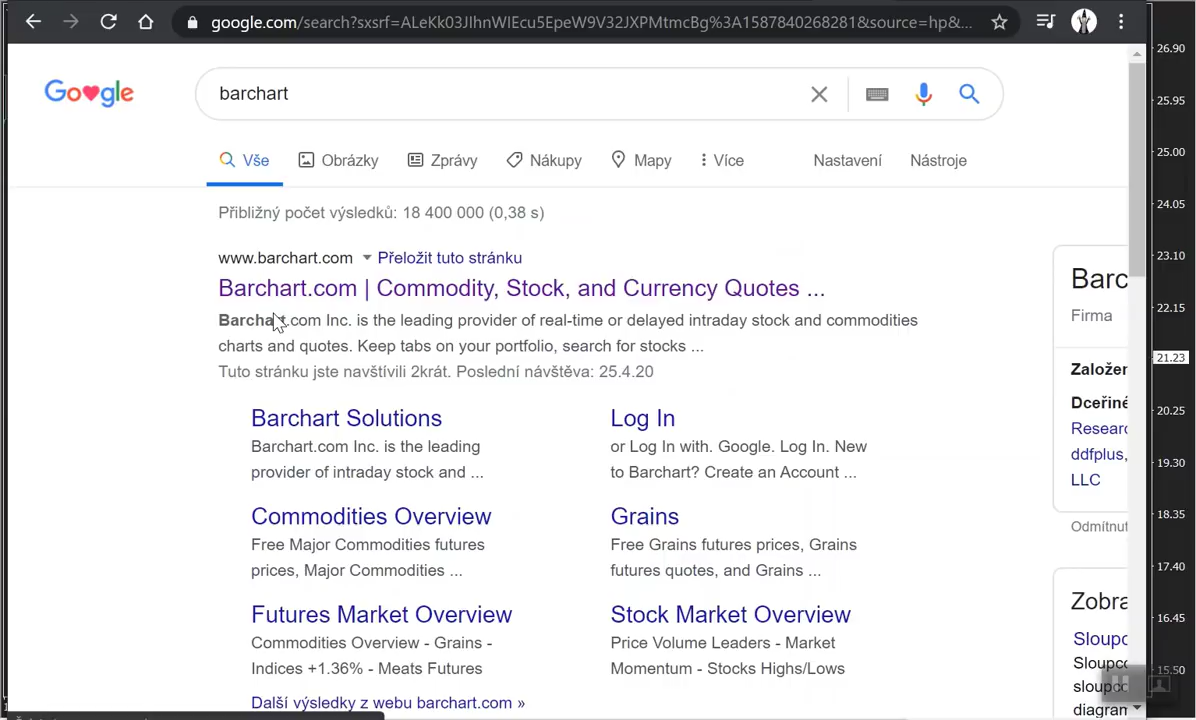 google.com/search?sxsrf=ALeKk03JlhnWIEcu5EpeW9V32JXPMtmcBg%3A1587840268281&source=hp&...
Google
barchart
Vše Obrázky Zprávy Nákupy Mapy Více Nastavení Nástroje
Přibližný počet výsledků: 18 400 000 (0,38 s)
www.barchart.com Přeložit tuto stránku
Barchart.com | Commodity, Stock, and Currency Quotes ...
Barchart.com Inc. is the leading provider of real-time or delayed intraday stock and commodities
charts and quotes. Keep tabs on your portfolio, search for stocks ...
Tuto stránku jste navštívili 2krát. Poslední návštěva: 25.4.20
Barchart Solutions
Barchart.com Inc. is the leading
provider of intraday stock and ...
Log In
or Log In with. Google. Log In. New
to Barchart? Create an Account ...
Commodities Overview
Free Major Commodities futures
prices, Major Commodities ...
Grains
Free Grains futures prices, Grains
futures quotes, and Grains ...
Futures Market Overview
Commodities Overview - Grains -
Indices +1.36% - Meats Futures
Stock Market Overview
Price Volume Leaders - Market
Momentum - Stocks Highs/Lows
Další výsledky z webu barchart.com »
Barc
Firma
Založer
Dceřiné
Researc
ddfplus,
LLC
Odmítnut
Zobra
Sloupc
Sloupc
sloupc
diagram
26.90
25.95
25.00
24.05
23.10
22.15
21.23
20.25
19.30
18.35
17.40
16.45
15.50